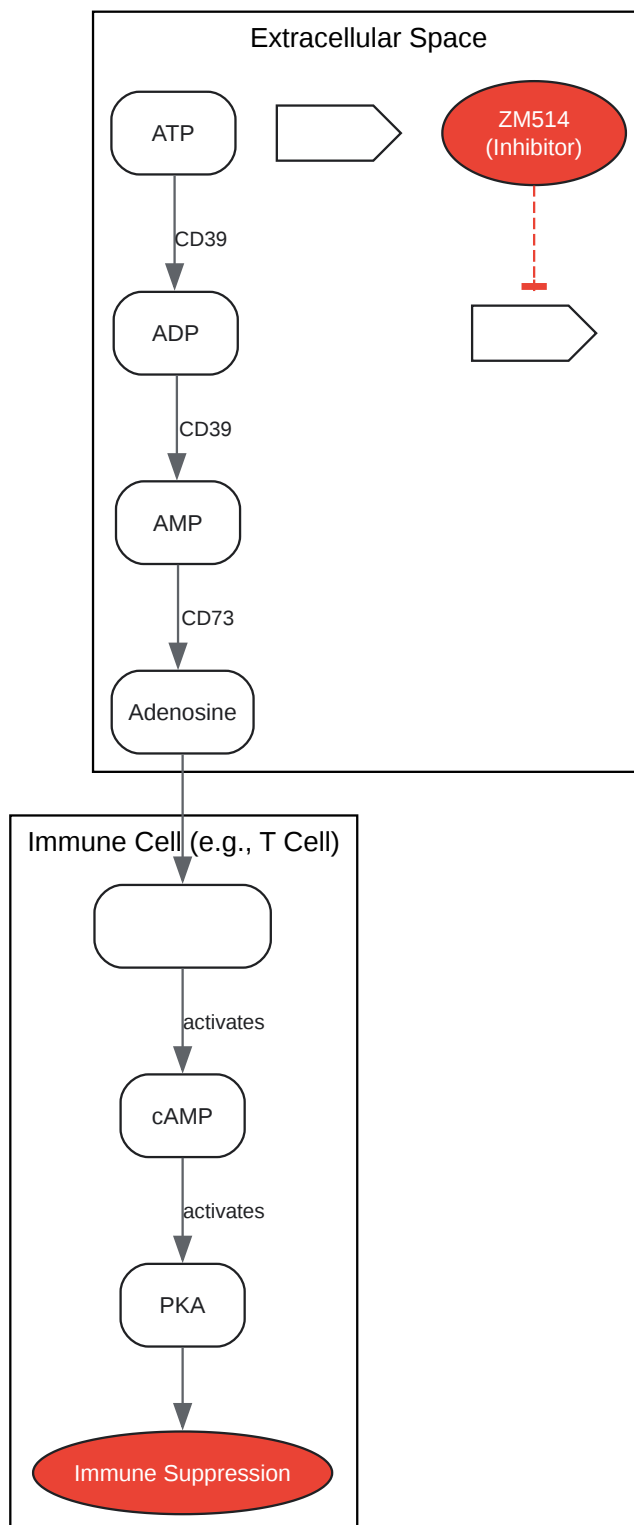 Extracellular Space
ATP
ZM514
(Inhibitor)
CD39
ADP
CD39
AMP
CD73
Adenosine
Immune Cell (e.g., T Cell)
activates
cAMP
activates
PKA
Immune Suppression